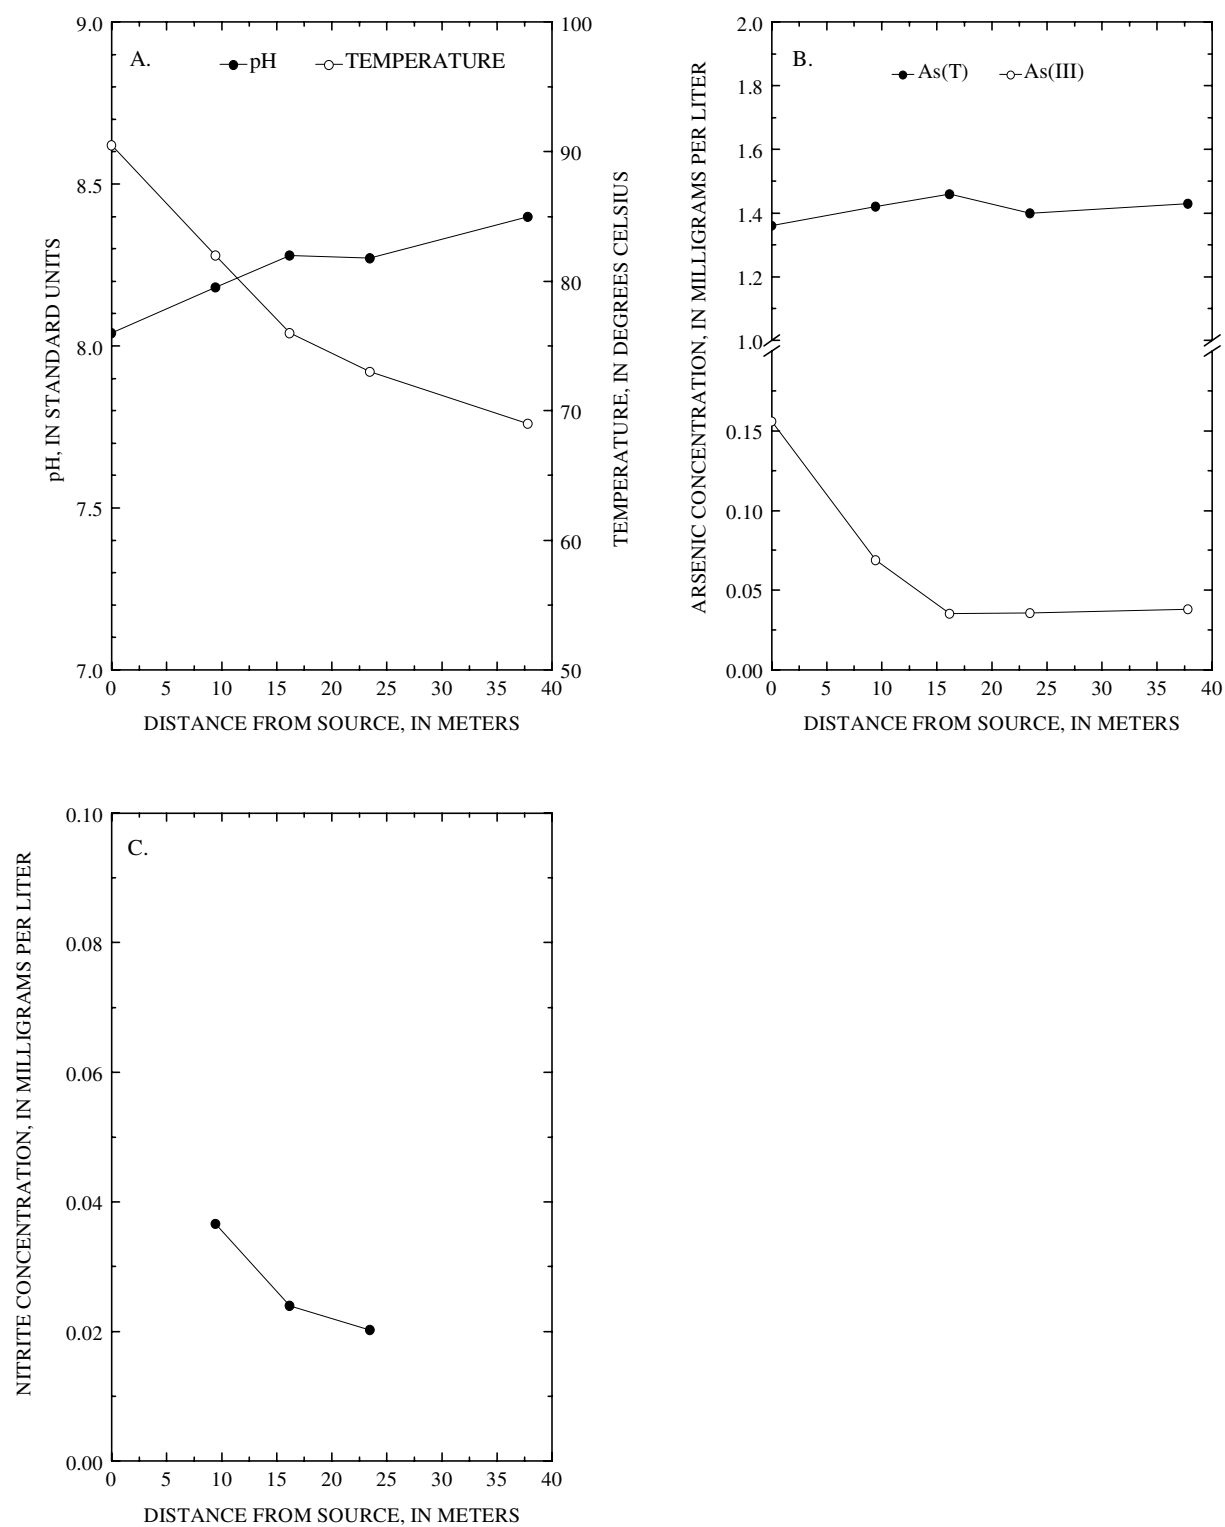 A.
pH
TEMPERATURE
9.0
8.5
8.0
7.5
7.0
pH, IN STANDARD UNITS
100
90
80
70
60
50
TEMPERATURE, IN DEGREES CELSIUS
0 5 10 15 20 25 30 35 40
DISTANCE FROM SOURCE, IN METERS
B.
As(T)
As(III)
2.0
1.8
1.6
1.4
1.2
1.0
0.15
0.10
0.05
0.00
ARSENIC CONCENTRATION, IN MILLIGRAMS PER LITER
0 5 10 15 20 25 30 35 40
DISTANCE FROM SOURCE, IN METERS
C.
0.10
0.08
0.06
0.04
0.02
0.00
NITRITE CONCENTRATION, IN MILLIGRAMS PER LITER
0 5 10 15 20 25 30 35 40
DISTANCE FROM SOURCE, IN METERS